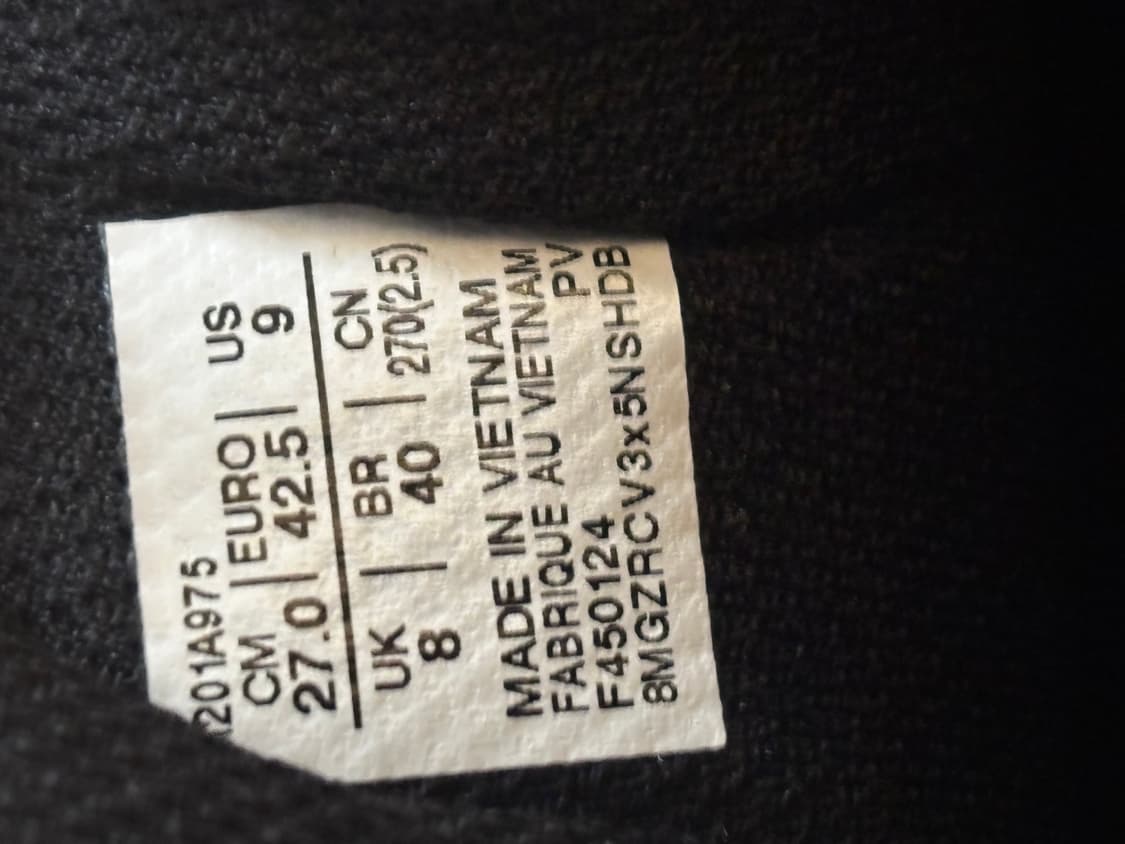 1201A975
CM | EURO | US
27.0 | 42.5 | 9
UK | BR | CN
8 | 40 | 270(2.5)
MADE IN VIETNAM
FABRIQUE AU VIETNAM
F450124 PV
8MGZRCV3x5NSHDB